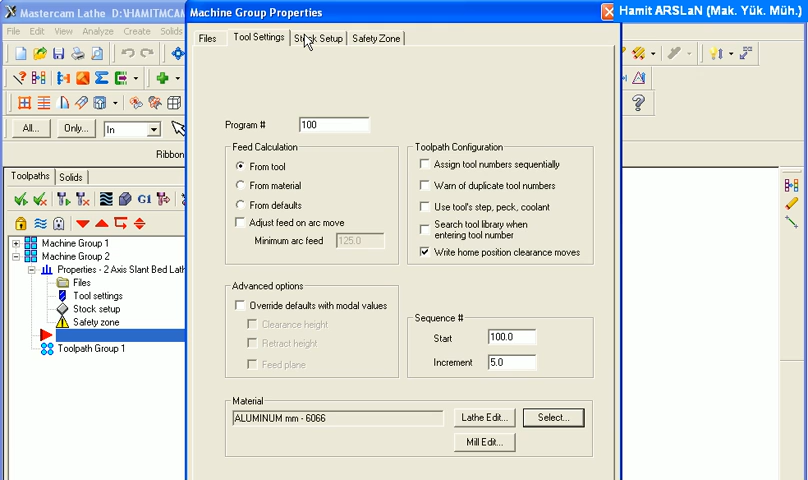 Mastercam Lathe D:\HAMITMCAM
Machine Group Properties
Hamit ARSLaN (Mak. Yük. Müh.)
File Edit View Analyze Create Solids
Files
Tool Settings
Stock Setup
Safety Zone
All...
Only...
In
Ribbon
Toolpaths
Solids
G1
Machine Group 1
Machine Group 2
Properties - 2 Axis Slant Bed Lath
Files
Tool settings
Stock setup
Safety zone
Toolpath Group 1
Program #
100
Feed Calculation
From tool
From material
From defaults
Adjust feed on arc move
Minimum arc feed
125.0
Toolpath Configuration
Assign tool numbers sequentially
Warn of duplicate tool numbers
Use tool's step, peck, coolant
Search tool library when
entering tool number
Write home position clearance moves
Advanced options
Override defaults with modal values
Clearance height
Retract height
Feed plane
Sequence #
Start
100.0
Increment
5.0
Material
ALUMINUM mm - 6066
Lathe Edit...
Select...
Mill Edit...